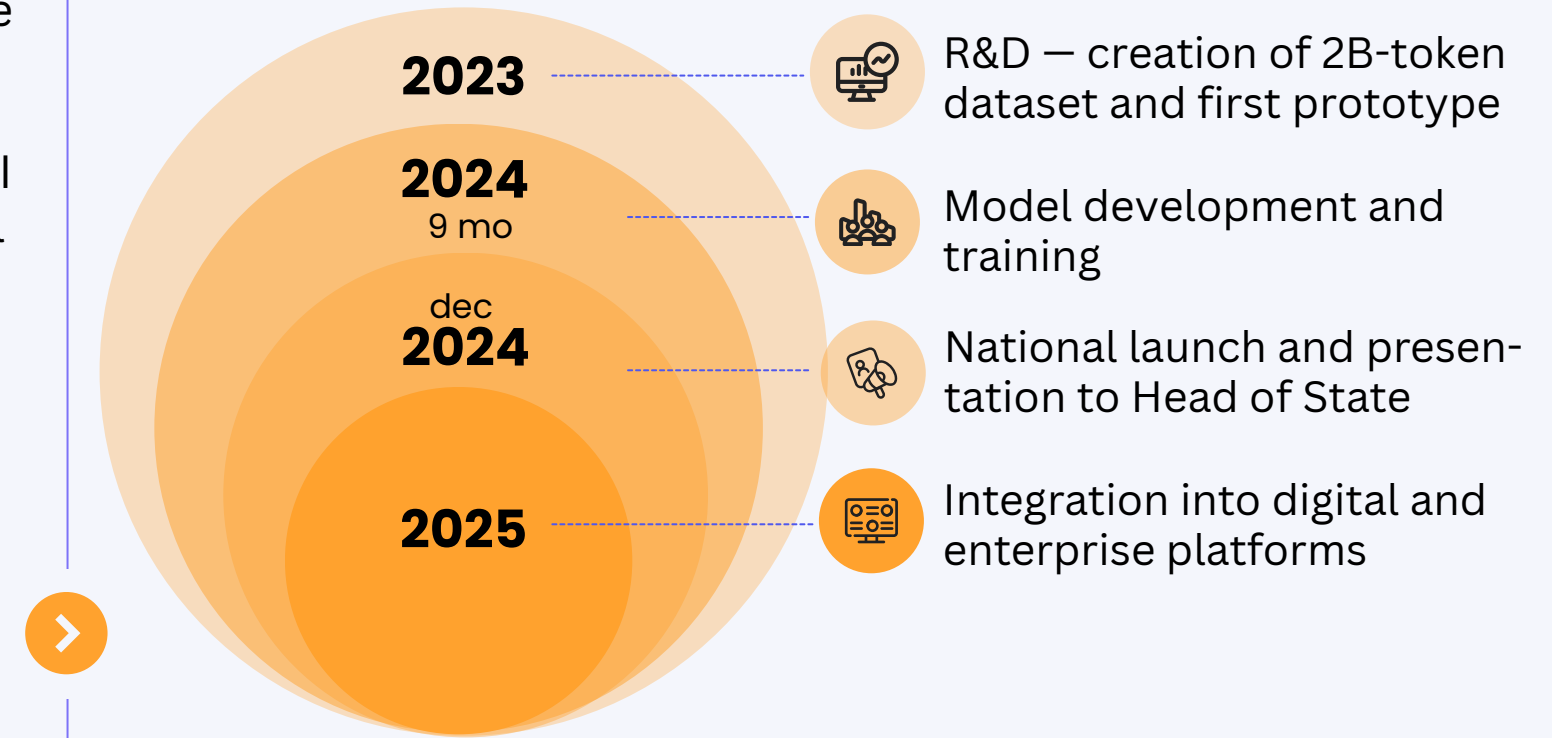 e
l
2023
R&D — creation of 2B-token
dataset and first prototype
2024
9 mo
Model development and
training
dec
2024
National launch and presen-
tation to Head of State
2025
Integration into digital and
enterprise platforms